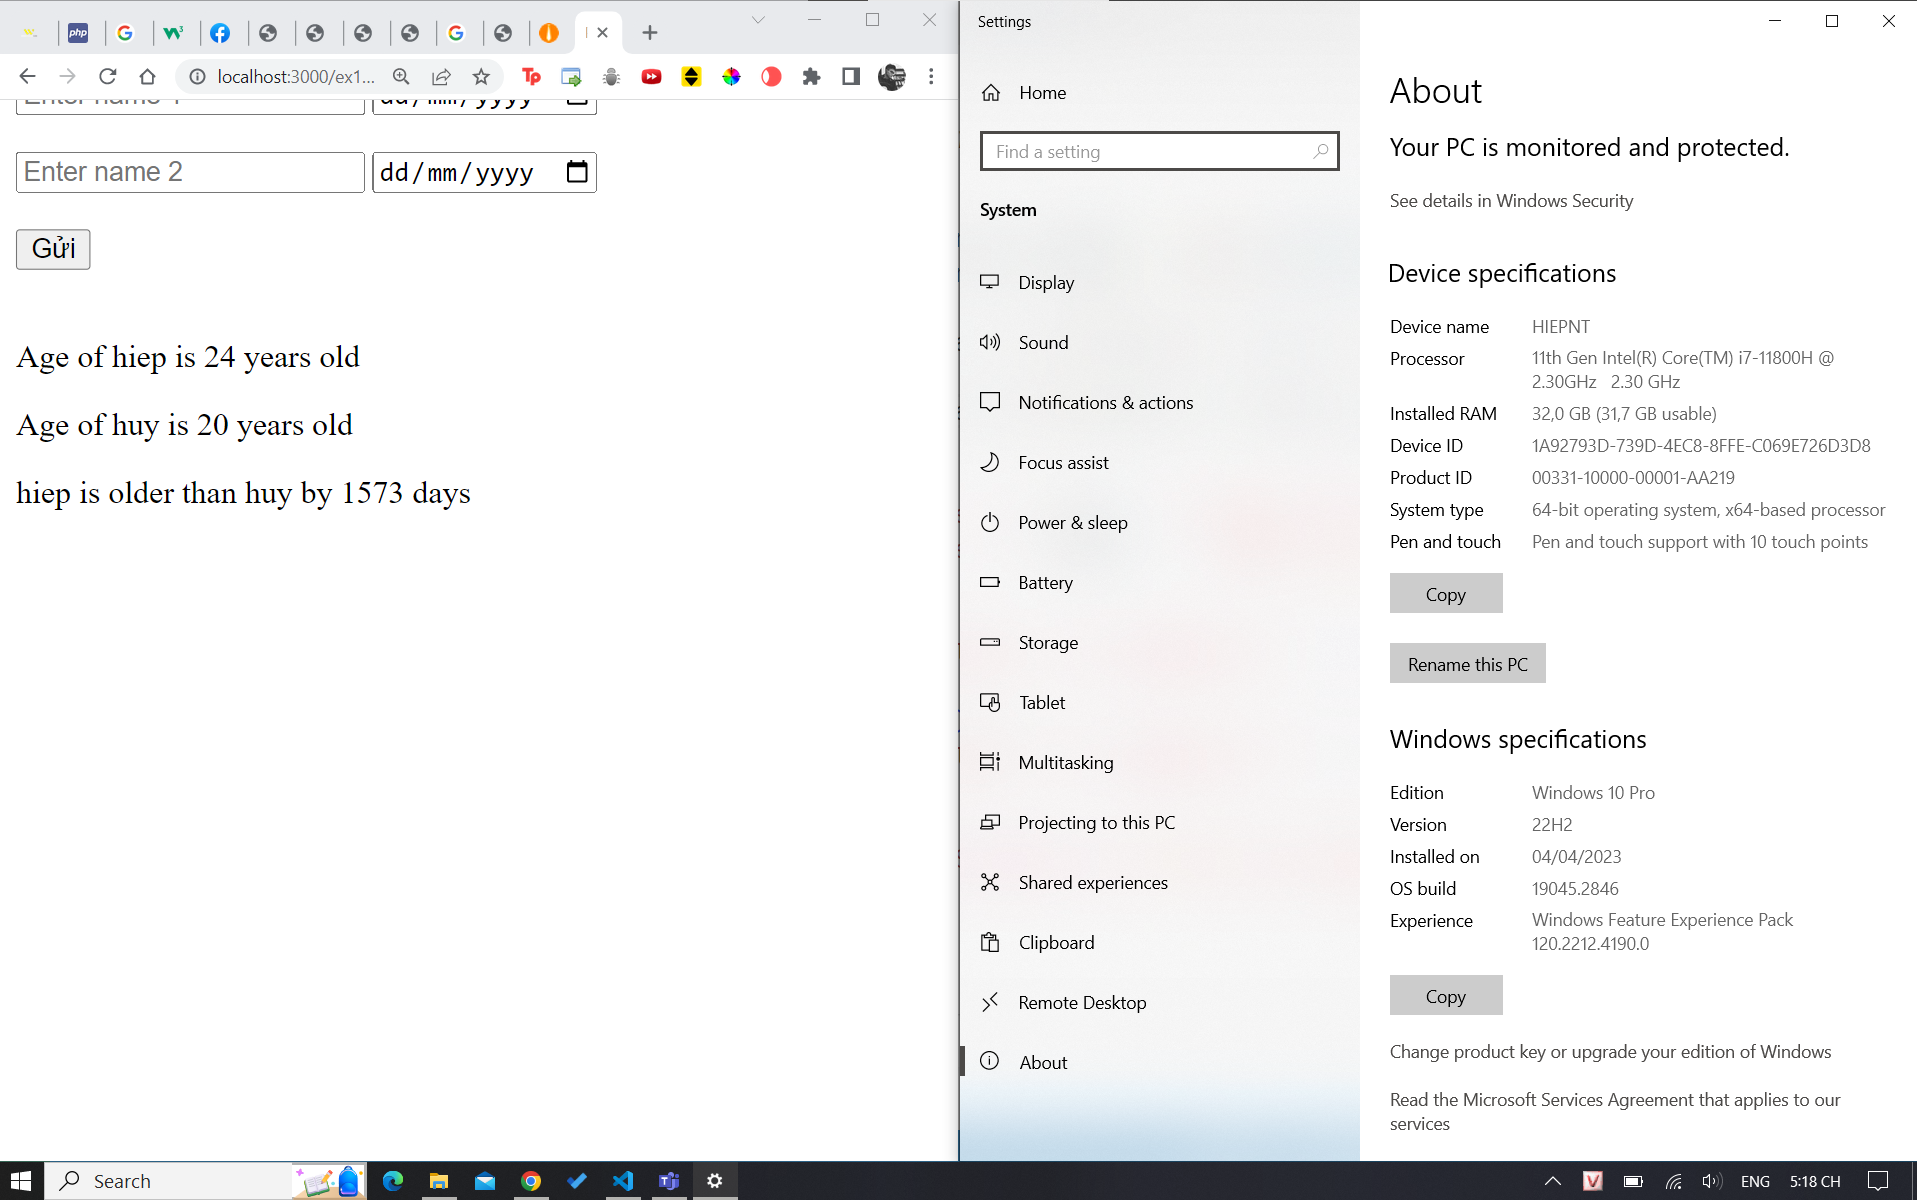 localhost:3000/ex1...
dd/mm/yyyy
Enter name 2
dd/mm/yyyy
Gửi
Age of hiep is 24 years old
Age of huy is 20 years old
hiep is older than huy by 1573 days
Settings
Home
Find a setting
System
Display
Sound
Notifications & actions
Focus assist
Power & sleep
Battery
Storage
Tablet
Multitasking
Projecting to this PC
Shared experiences
Clipboard
Remote Desktop
About
About
Your PC is monitored and protected.
See details in Windows Security
Device specifications
Device name HIEPNT
Processor 11th Gen Intel(R) Core(TM) i7-11800H @
2.30GHz 2.30 GHz
Installed RAM 32,0 GB (31,7 GB usable)
Device ID 1A92793D-739D-4EC8-8FFE-C069E726D3D8
Product ID 00331-10000-00001-AA219
System type 64-bit operating system, x64-based processor
Pen and touch Pen and touch support with 10 touch points
Copy
Rename this PC
Windows specifications
Edition Windows 10 Pro
Version 22H2
Installed on 04/04/2023
OS build 19045.2846
Experience Windows Feature Experience Pack
120.2212.4190.0
Copy
Change product key or upgrade your edition of Windows
Read the Microsoft Services Agreement that applies to our
services
Search
ENG
5:18 CH